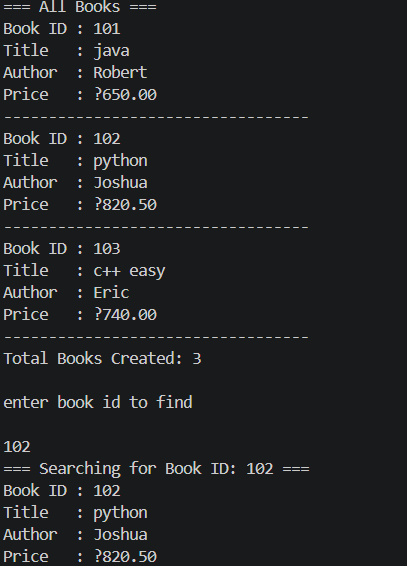 === All Books ===
Book ID : 101
Title   : java
Author  : Robert
Price   : ?650.00
----------------------------------
Book ID : 102
Title   : python
Author  : Joshua
Price   : ?820.50
----------------------------------
Book ID : 103
Title   : c++ easy
Author  : Eric
Price   : ?740.00
----------------------------------
Total Books Created: 3
enter book id to find
102
=== Searching for Book ID: 102 ===
Book ID : 102
Title   : python
Author  : Joshua
Price   : ?820.50